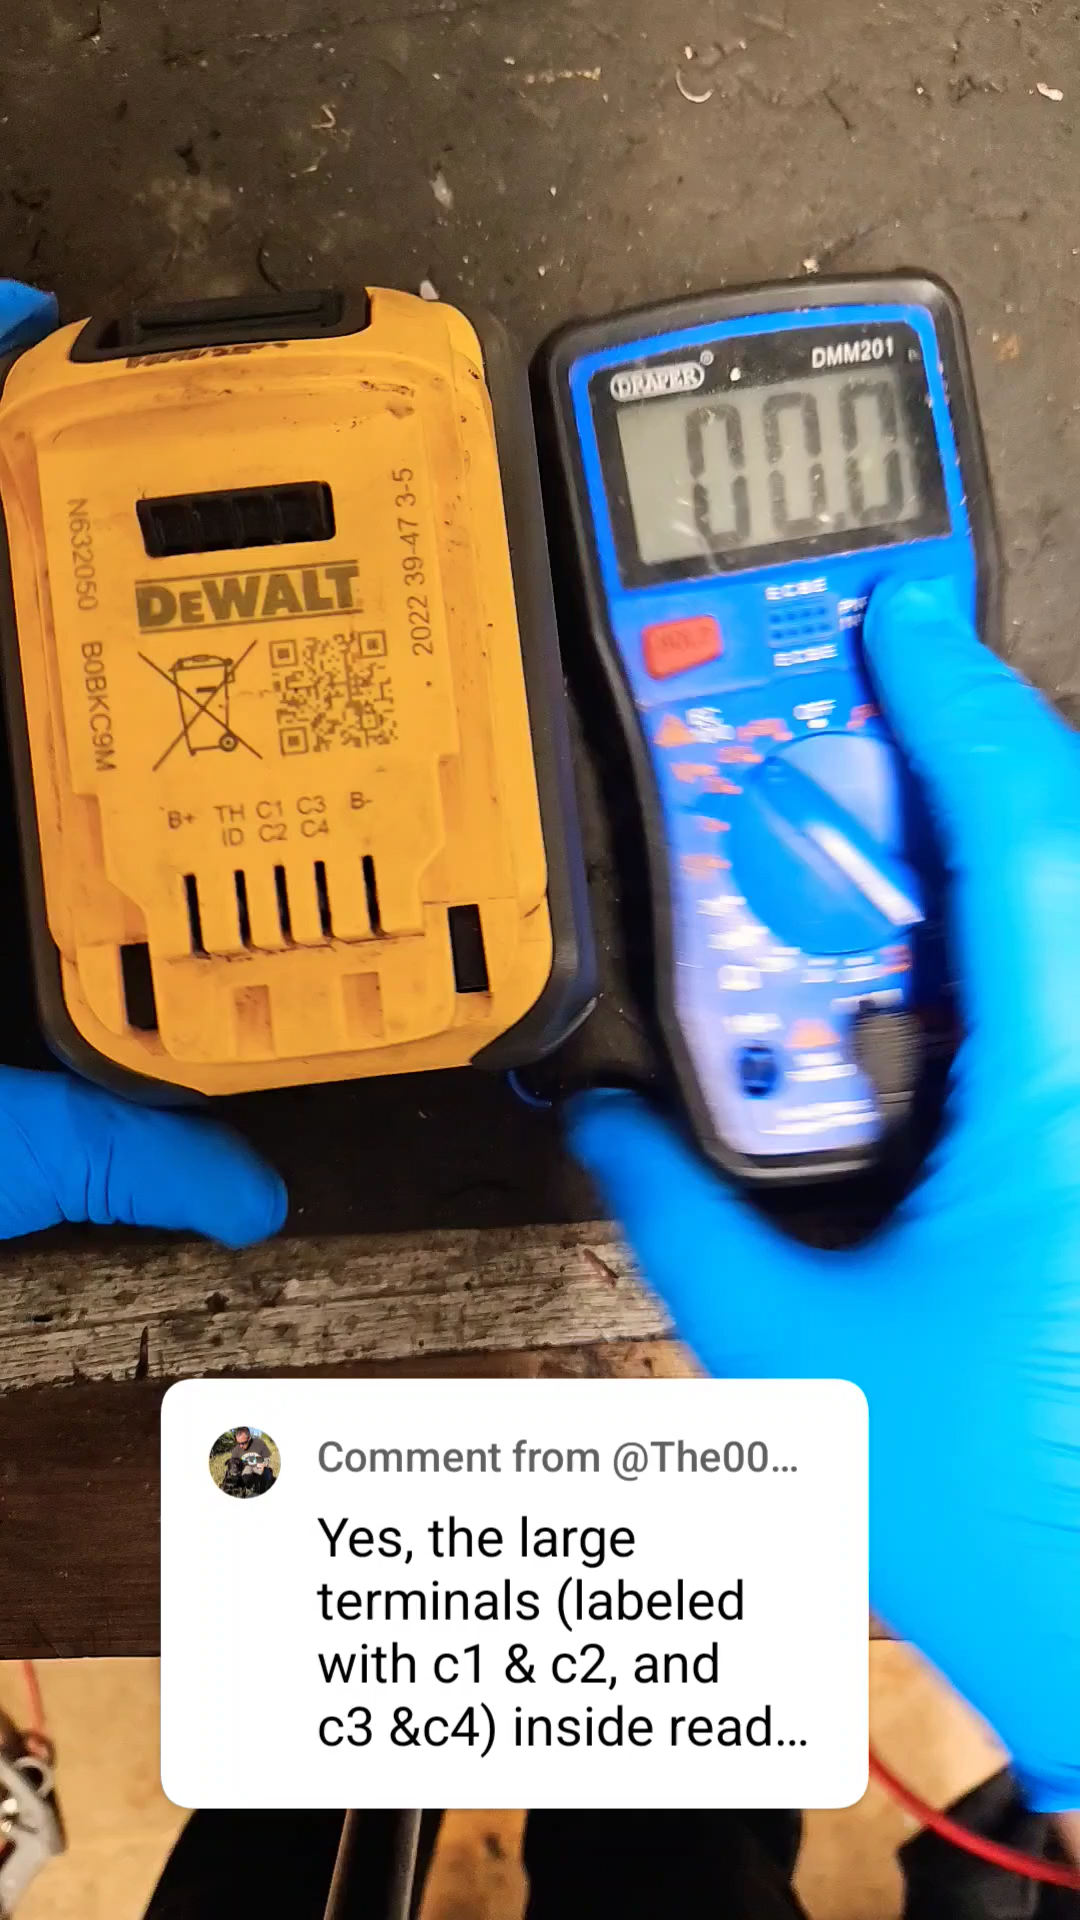 DRAPER®
DMM201
00.0
N632050 B0BKC9M
2022 39-47 3-5
DEWALT
OFF
B+ TH C1 C3 B-
ID C2 C4
Comment from @The00...
Yes, the large
terminals (labeled
with c1 & c2, and
c3 &c4) inside read...